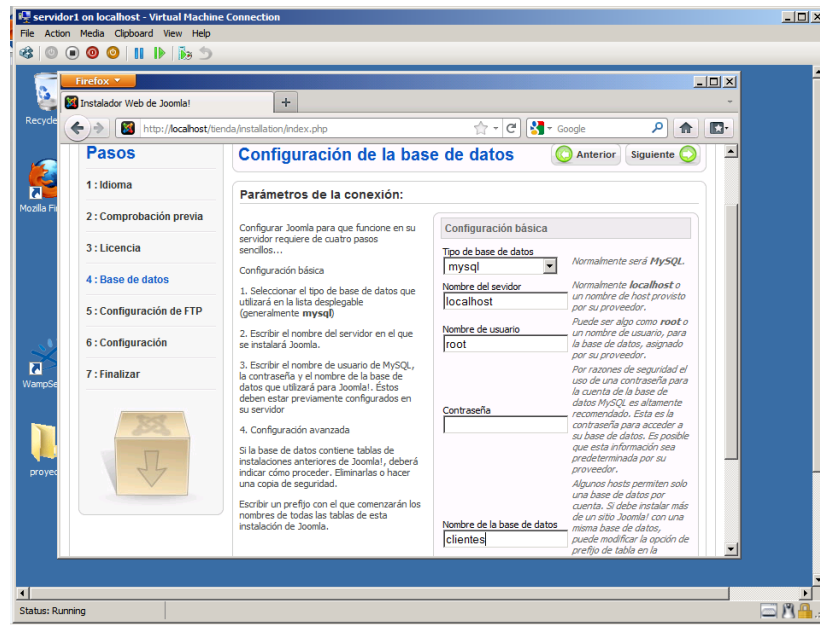 servidor1 on localhost - Virtual Machine Connection
File Action Media Clipboard View Help
Firefox
Instalador Web de Joomla!
http://localhost/tienda/installation/index.php
Google
Recycle
Mozilla Fi
WampSe
proyec
Pasos
1 : Idioma
2 : Comprobación previa
3 : Licencia
4 : Base de datos
5 : Configuración de FTP
6 : Configuración
7 : Finalizar
Configuración de la base de datos
Anterior
Siguiente
Parámetros de la conexión:
Configurar Joomla para que funcione en su
servidor requiere de cuatro pasos
sencillos...
Configuración básica
1. Seleccionar el tipo de base de datos que
utilizará en la lista desplegable
(generalmente mysql)
2. Escribir el nombre del servidor en el que
se instalará Joomla.
3. Escribir el nombre de usuario de MySQL,
la contraseña y el nombre de la base de
datos que utilizará para Joomla!. Éstos
deben estar previamente configurados en
su servidor
4. Configuración avanzada
Si la base de datos contiene tablas de
instalaciones anteriores de Joomla!, deberá
indicar cómo proceder. Eliminarlas o hacer
una copia de seguridad.
Escribir un prefijo con el que comenzarán los
nombres de todas las tablas de esta
instalación de Joomla.
Configuración básica
Tipo de base de datos
mysql
Normalmente será MySQL.
Nombre del sevidor
localhost
Normalmente localhost o
un nombre de host provisto
por su proveedor.
Nombre de usuario
root
Puede ser algo como root o
un nombre de usuario, para
la base de datos, asignado
por su proveedor.
Contraseña
Por razones de seguridad el
uso de una contraseña para
la cuenta de la base de
datos MySQL es altamente
recomendado. Esta es la
contraseña para acceder a
su base de datos. Es posible
que esta información sea
predeterminada por su
proveedor.
Nombre de la base de datos
clientes
Algunos hosts permiten solo
una base de datos por
cuenta. Si debe instalar más
de un sitio Joomla! con una
misma base de datos,
puede modificar la opción de
prefijo de tabla en la
Status: Running